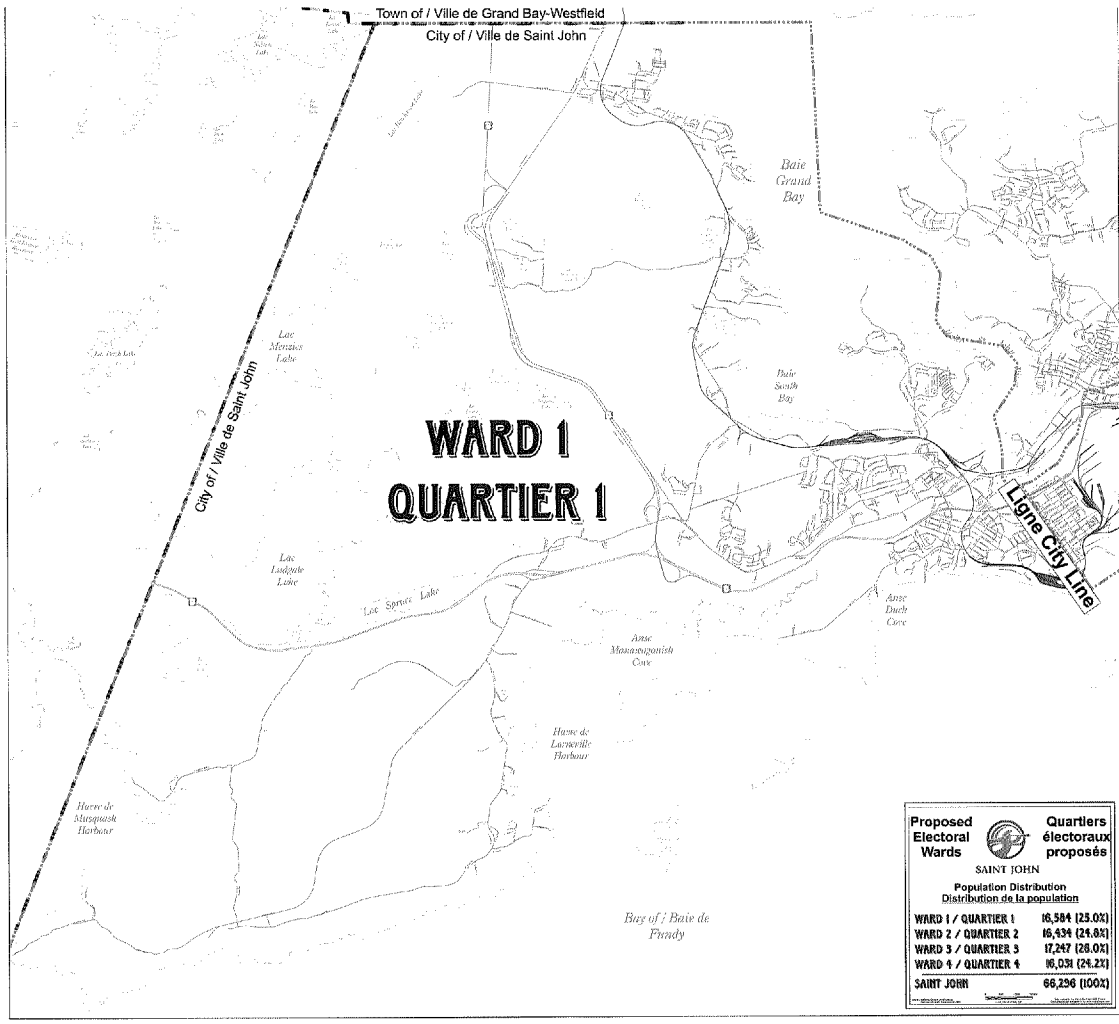 Town of / Ville de Grand Bay-Westfield
City of / Ville de Saint John
Baie
Grand
Bay
Lac
Menzies
Lake
City of / Ville de Saint John
Baie
South
Bay
WARD 1
QUARTIER 1
Ligne City Line
Lac
Ludgate
Lake
Lac Spruce Lake
Anse
Duck
Cove
Anse
Manawagonish
Cove
Havre de
Lorneville
Harbour
Havre de
Musquash
Harbour
Bay of / Baie de
Fundy
Proposed
Electoral
Wards
Quartiers
électoraux
proposés
SAINT JOHN
Population Distribution
Distribution de la population
WARD 1 / QUARTIER 1 16,584 (25.0%)
WARD 2 / QUARTIER 2 16,434 (24.8%)
WARD 3 / QUARTIER 3 17,247 (26.0%)
WARD 4 / QUARTIER 4 16,031 (24.2%)
SAINT JOHN 66,296 (100%)